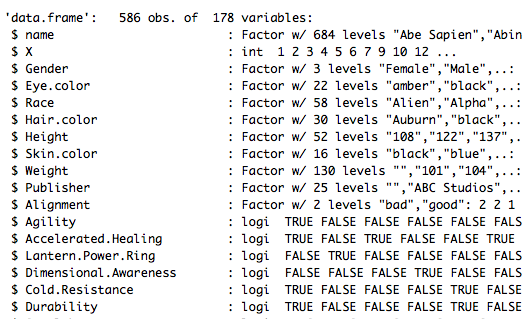 'data.frame': 586 obs. of 178 variables:
$ name : Factor w/ 684 levels "Abe Sapien","Abin
$ X : int 1 2 3 4 5 6 7 9 10 12 ...
$ Gender : Factor w/ 3 levels "Female","Male",..:
$ Eye.color : Factor w/ 22 levels "amber","black",..:
$ Race : Factor w/ 58 levels "Alien","Alpha",..:
$ Hair.color : Factor w/ 30 levels "Auburn","black",..
$ Height : Factor w/ 52 levels "108","122","137",.
$ Skin.color : Factor w/ 16 levels "black","blue",..:
$ Weight : Factor w/ 130 levels "","101","104",..:
$ Publisher : Factor w/ 25 levels "","ABC Studios",..
$ Alignment : Factor w/ 2 levels "bad","good": 2 2 1
$ Agility : logi TRUE FALSE FALSE FALSE FALSE FALS
$ Accelerated.Healing : logi TRUE FALSE TRUE FALSE FALSE TRUE
$ Lantern.Power.Ring : logi FALSE TRUE FALSE FALSE FALSE FALS
$ Dimensional.Awareness : logi FALSE FALSE FALSE TRUE FALSE FALS
$ Cold.Resistance : logi TRUE FALSE FALSE FALSE TRUE FALSE
$ Durability : logi TRUE FALSE FALSE FALSE TRUE FALSE